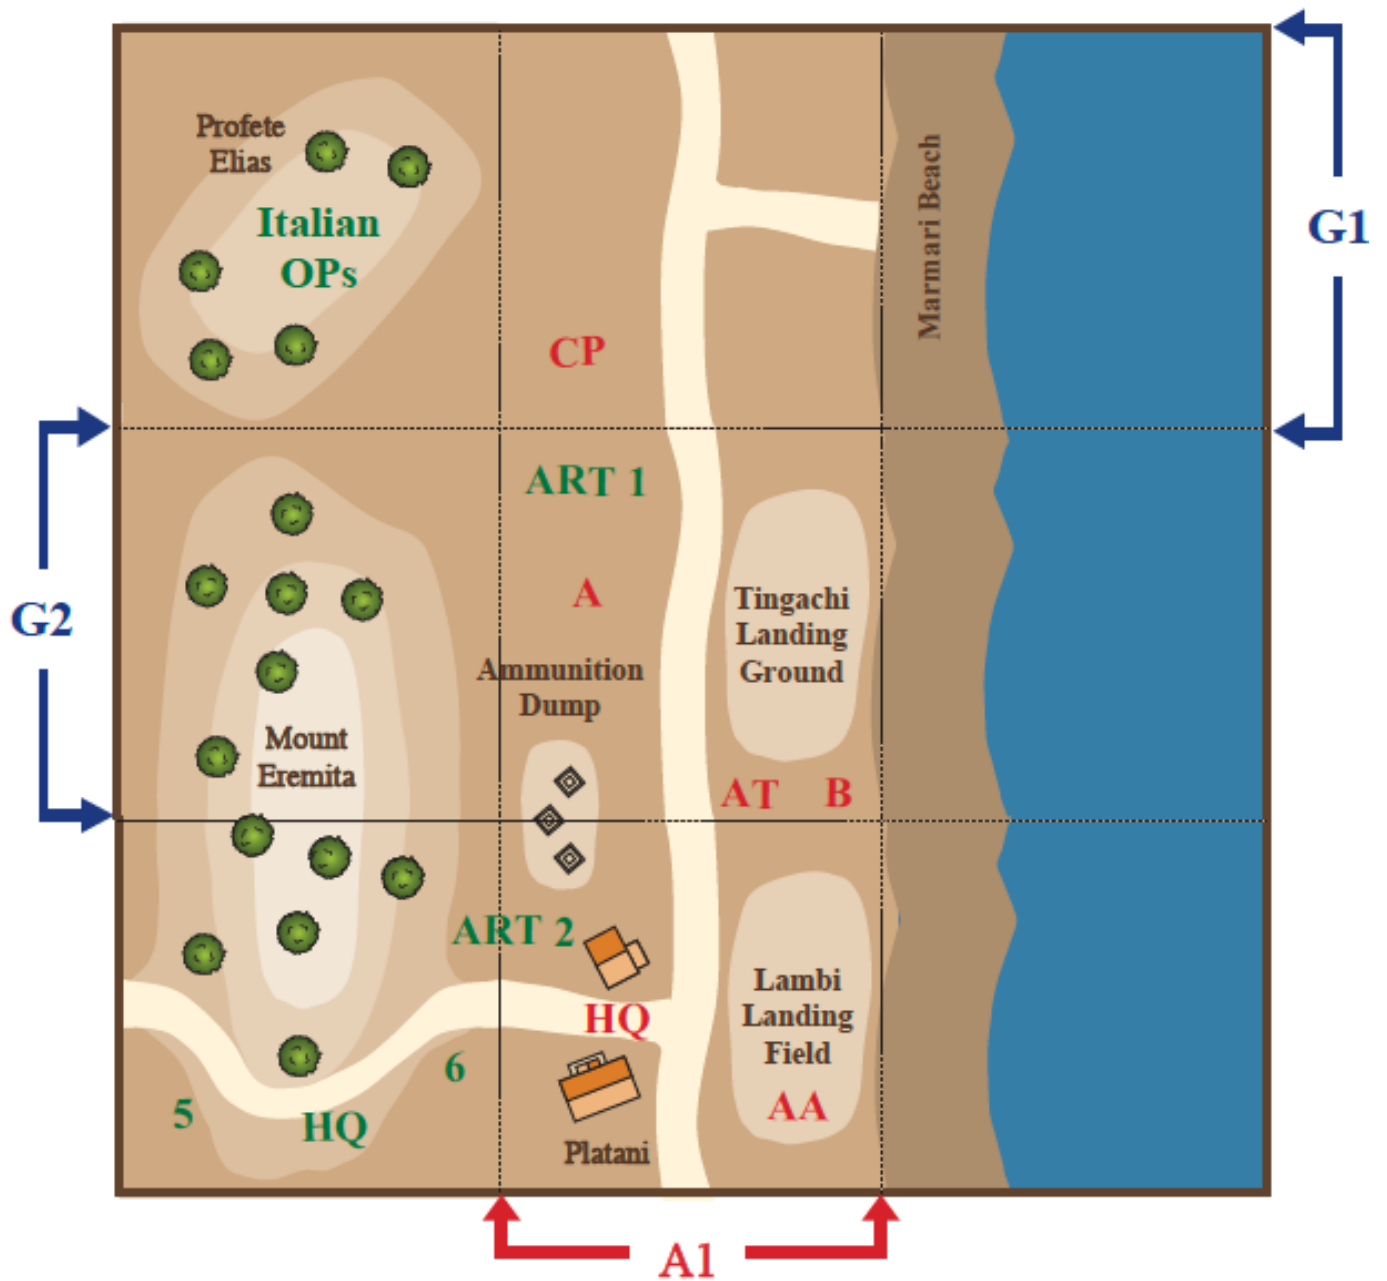 Profete
Elias
Italian
OPs
Marmari Beach
G1
CP
ART 1
A
Tingachi
Landing
Ground
G2
Ammunition
Dump
Mount
Eremita
AT
B
ART 2
Lambi
Landing
Field
HQ
6
5
HQ
AA
Platani
A1